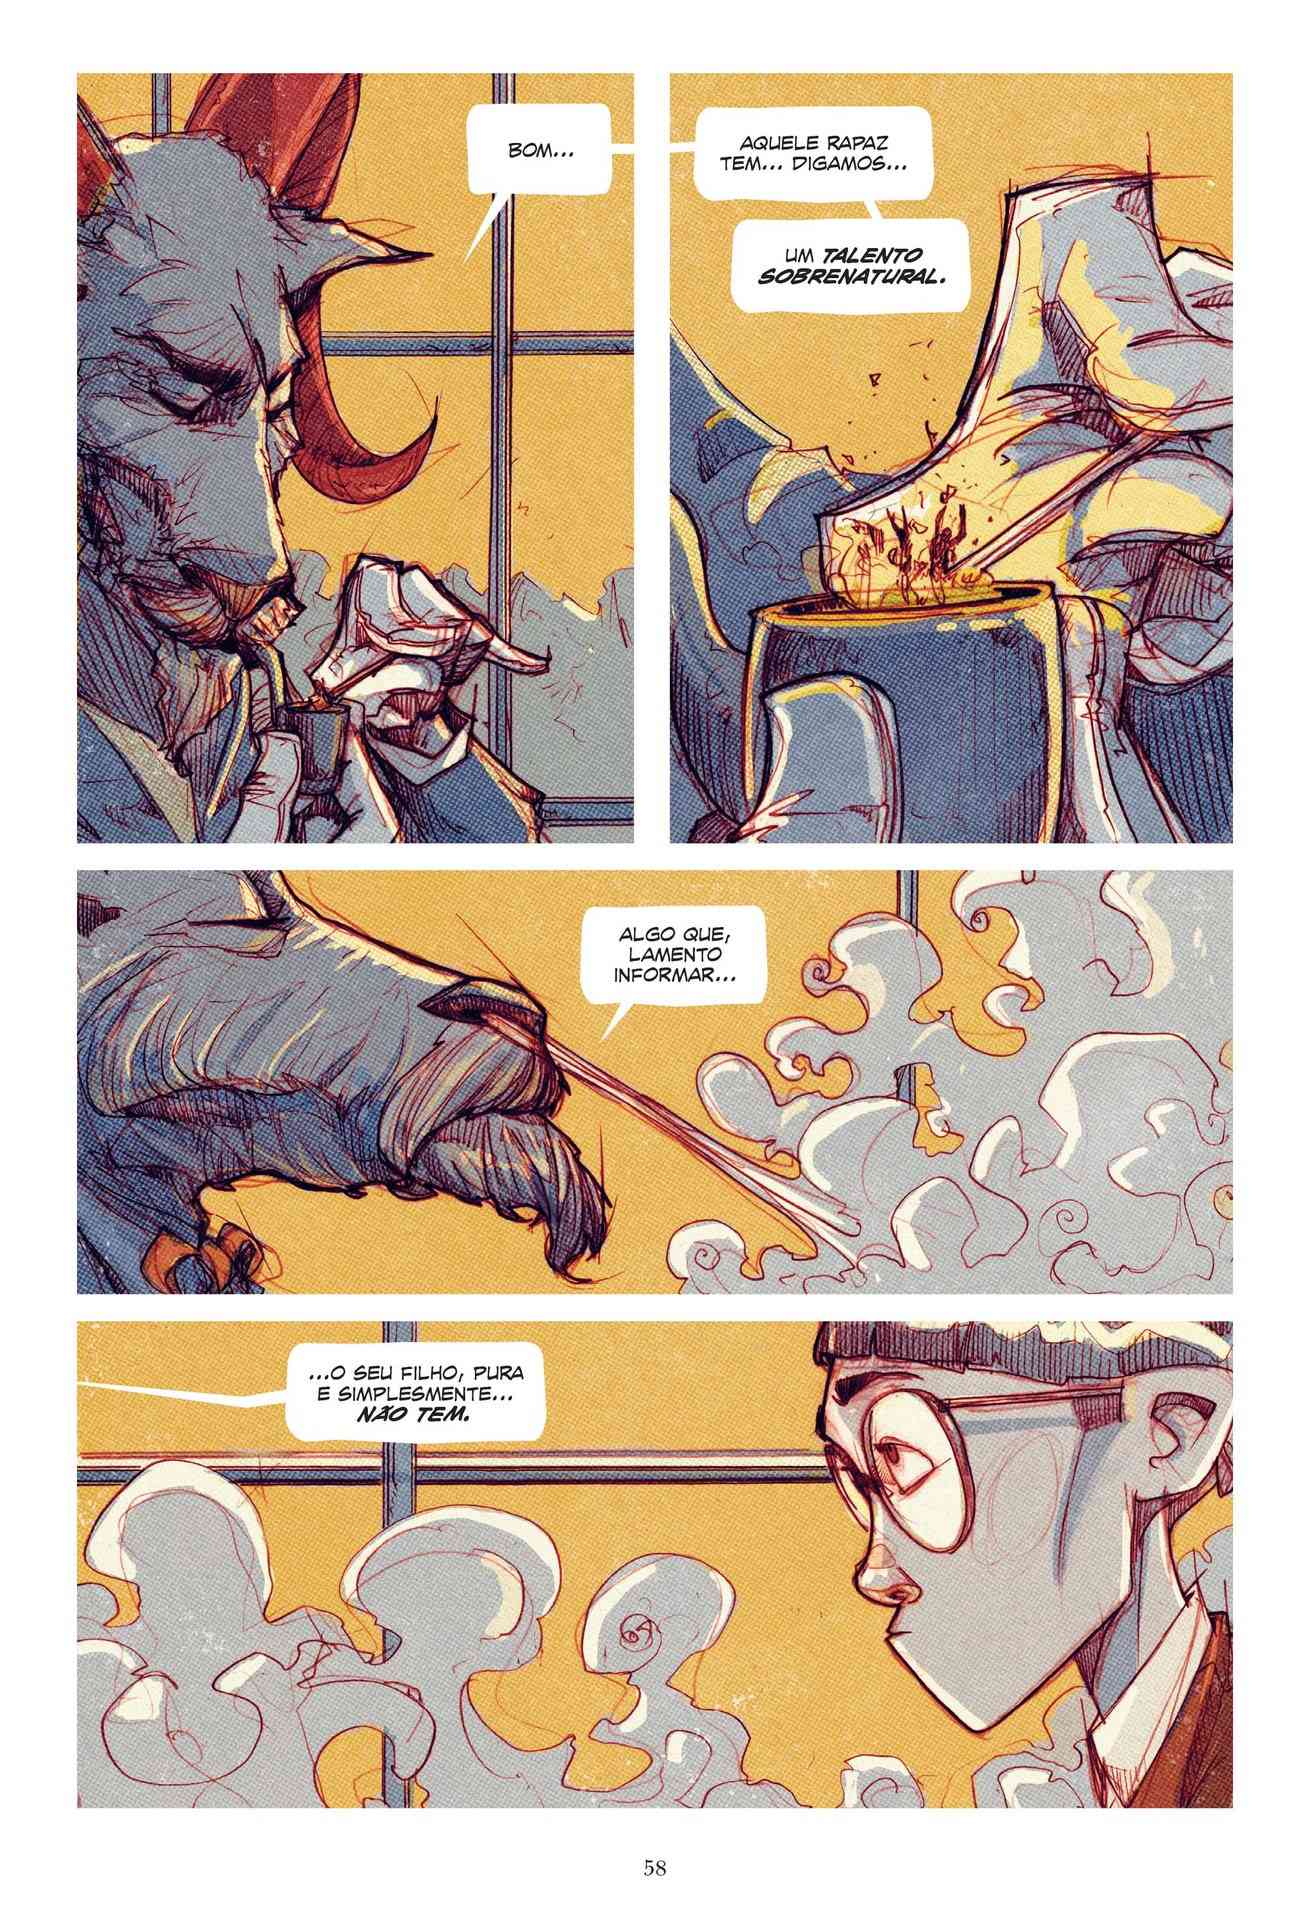 BOM...
AQUELE RAPAZ
TEM... DIGAMOS...
UM TALENTO
SOBRENATURAL.
ALGO QUE,
LAMENTO
INFORMAR...
...O SEU FILHO, PURA
E SIMPLESMENTE...
NÃO TEM.
58